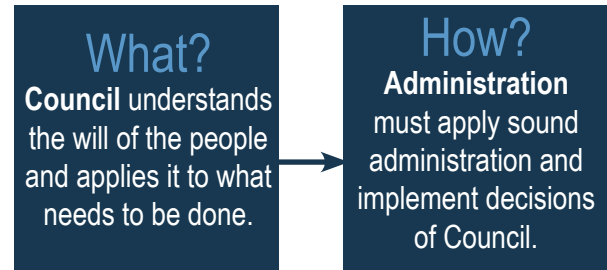 What?
Council understands
the will of the people
and applies it to what
needs to be done.
How?
Administration
must apply sound
administration and
implement decisions
of Council.